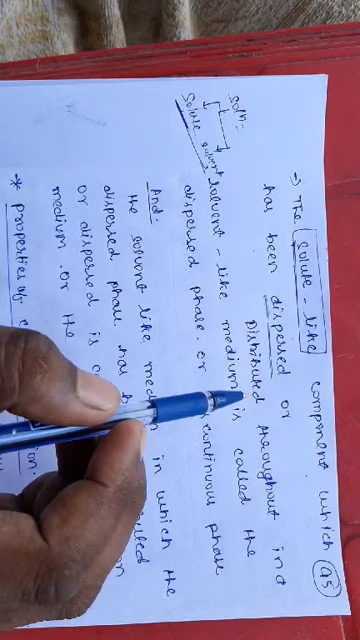 45
→ The solute-like component which
has been dispersed or
Distributed throughout in a
Solvent-like medium is called the
dispersed phase. or continuous phase
Soln=
Solute solvent
And. the solvent like medium in which the
dispersed phase has
or dispersed is
medium. or the
* Properties of